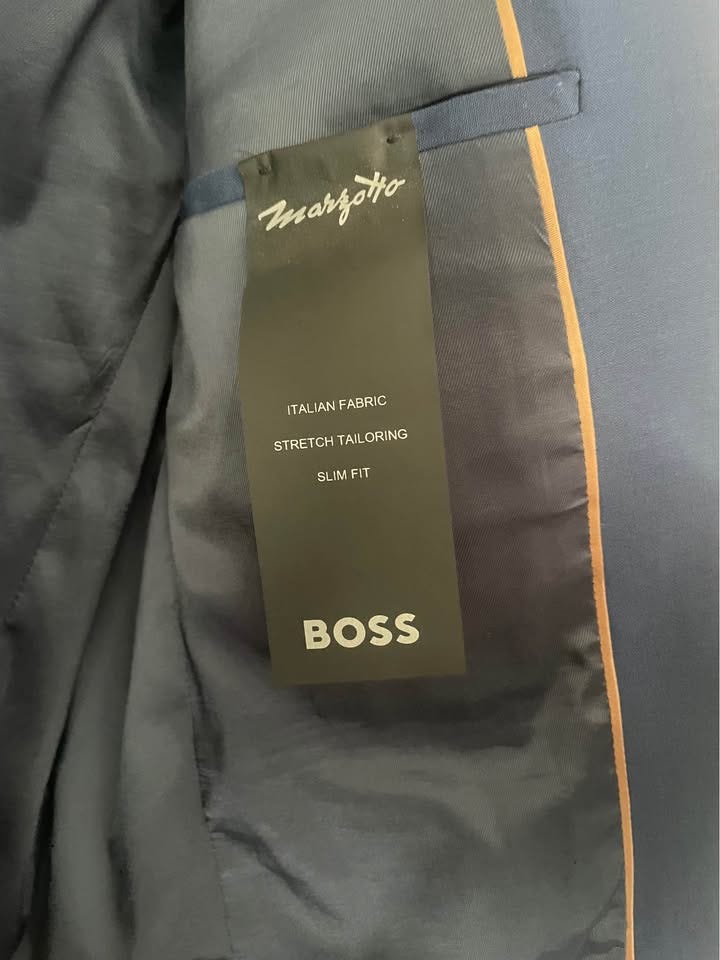 Marzotto
ITALIAN FABRIC
STRETCH TAILORING
SLIM FIT
BOSS